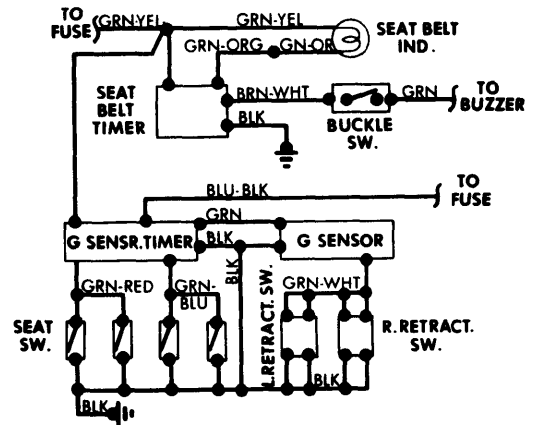 TO
FUSE
GRN-YEL
GRN-YEL
SEAT BELT
IND.
GRN-ORG
GN-OR
SEAT
BELT
TIMER
BRN-WHT
GRN
TO
BUZZER
BLK
BUCKLE
SW.
BLU-BLK
TO
FUSE
GRN
G SENSR.TIMER
BLK
G SENSOR
BLK
GRN-RED
GRN-
BLU
L.RETRACT. SW.
GRN-WHT
SEAT
SW.
R.RETRACT.
SW.
BLK
BLK